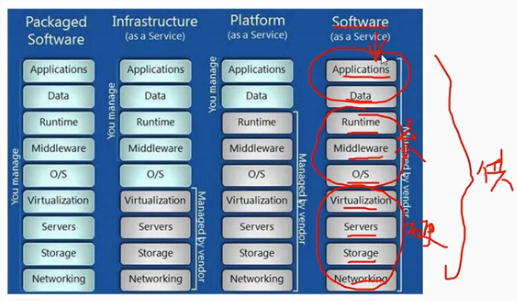 Packaged Software
Infrastructure
(as a Service)
Platform
(as a Service)
Software
(as a Service)
You manage
Applications
Data
Runtime
Middleware
O/S
Virtualization
Servers
Storage
Networking
You manage
Applications
Data
Runtime
Middleware
O/S
Virtualization
Servers
Storage
Networking
Managed by vendor
You manage
Applications
Data
Runtime
Middleware
O/S
Virtualization
Servers
Storage
Networking
Managed by vendor
Applications
Data
Runtime
Middleware
O/S
Virtualization
Servers
Storage
Networking
Managed by vendor
供
硬